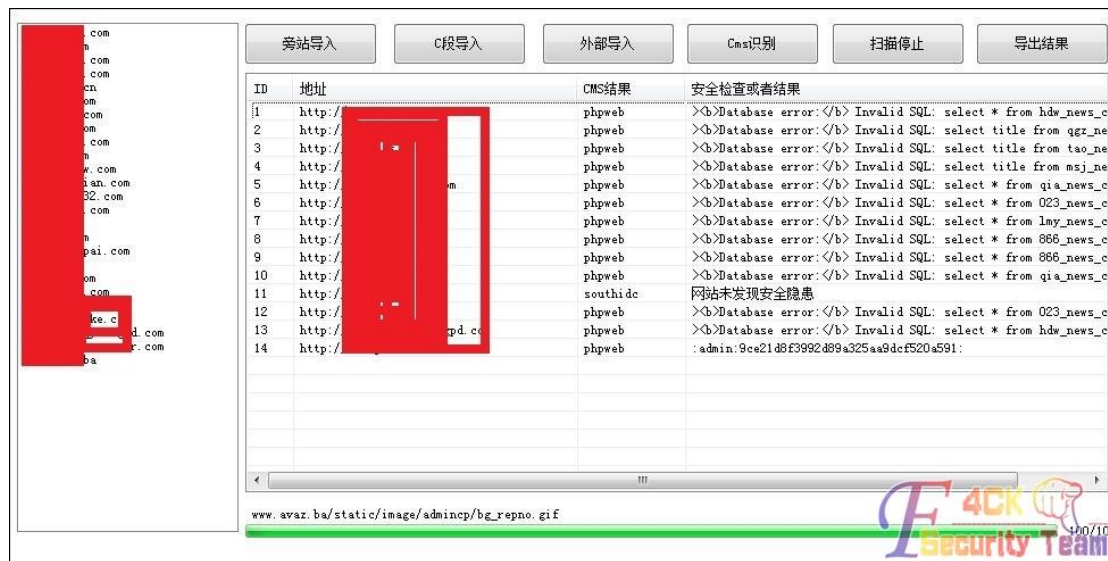 . com
n
. com
. com
cn
om
com
om
. com
n
w. com
ian. com
32. com
. com
n
pai. com
om
. com
ke. c
d. com
r. com
ba
旁站导入 C段导入 外部导入 Cms识别 扫描停止 导出结果
ID 地址 CMS结果 安全检查或者结果
1 http:/ phpweb ><b>Database error:</b> Invalid SQL: select * from hdw_news_c
2 http:/ phpweb ><b>Database error:</b> Invalid SQL: select title from qgz_ne
3 http:/ phpweb ><b>Database error:</b> Invalid SQL: select title from tao_ne
4 http:/ phpweb ><b>Database error:</b> Invalid SQL: select title from msj_ne
5 http:/ m phpweb ><b>Database error:</b> Invalid SQL: select * from qia_news_c
6 http:/ phpweb ><b>Database error:</b> Invalid SQL: select * from 023_news_c
7 http:/ phpweb ><b>Database error:</b> Invalid SQL: select * from lmy_news_c
8 http:/ phpweb ><b>Database error:</b> Invalid SQL: select * from 866_news_c
9 http:/ phpweb ><b>Database error:</b> Invalid SQL: select * from 866_news_c
10 http:/ phpweb ><b>Database error:</b> Invalid SQL: select * from qia_news_c
11 http:/ southidc 网站未发现安全隐患
12 http:/ phpweb ><b>Database error:</b> Invalid SQL: select * from 023_news_c
13 http:/ pd. co phpweb ><b>Database error:</b> Invalid SQL: select * from hdw_news_c
14 http:/ phpweb :admin:9ce21d8f3992d89a325aa9dcf520a591:
www. avaz. ba/static/image/admincp/bg_repno. gif
100/10
F4CK
Security Team